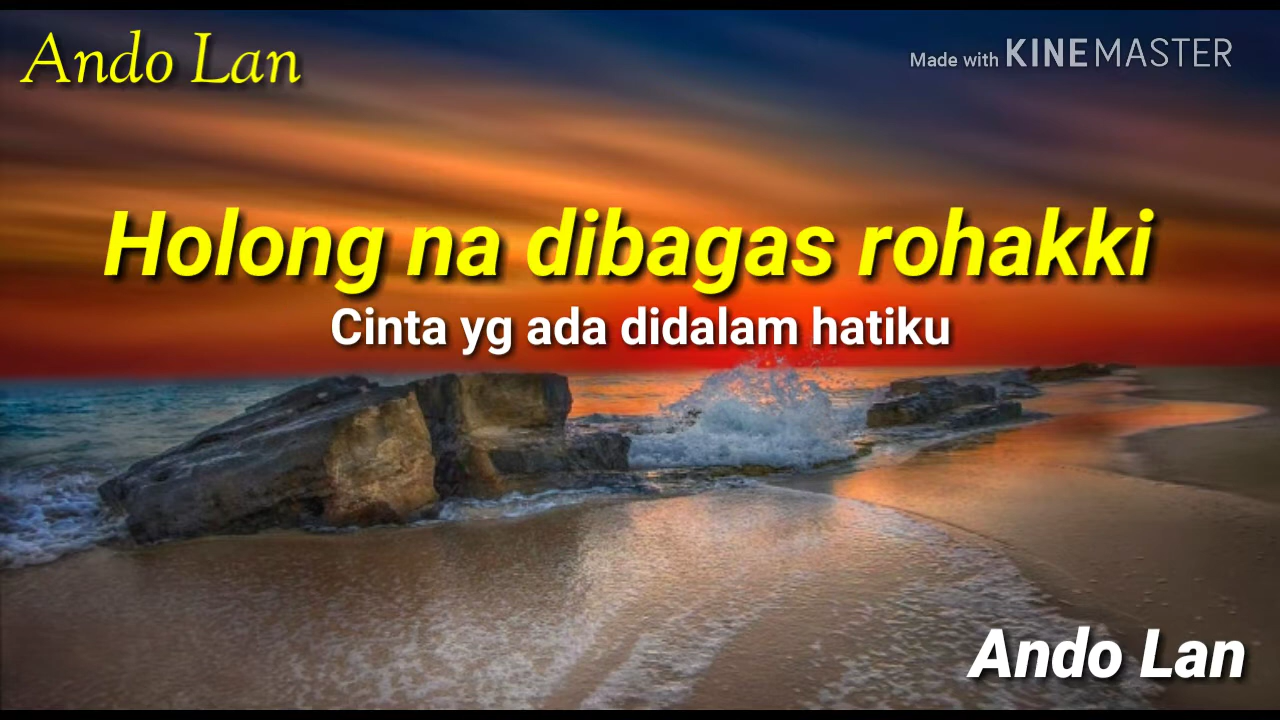 Ando Lan
Made with KINEMASTER
Holong na dibagas rohakki
Cinta yg ada didalam hatiku
Ando Lan